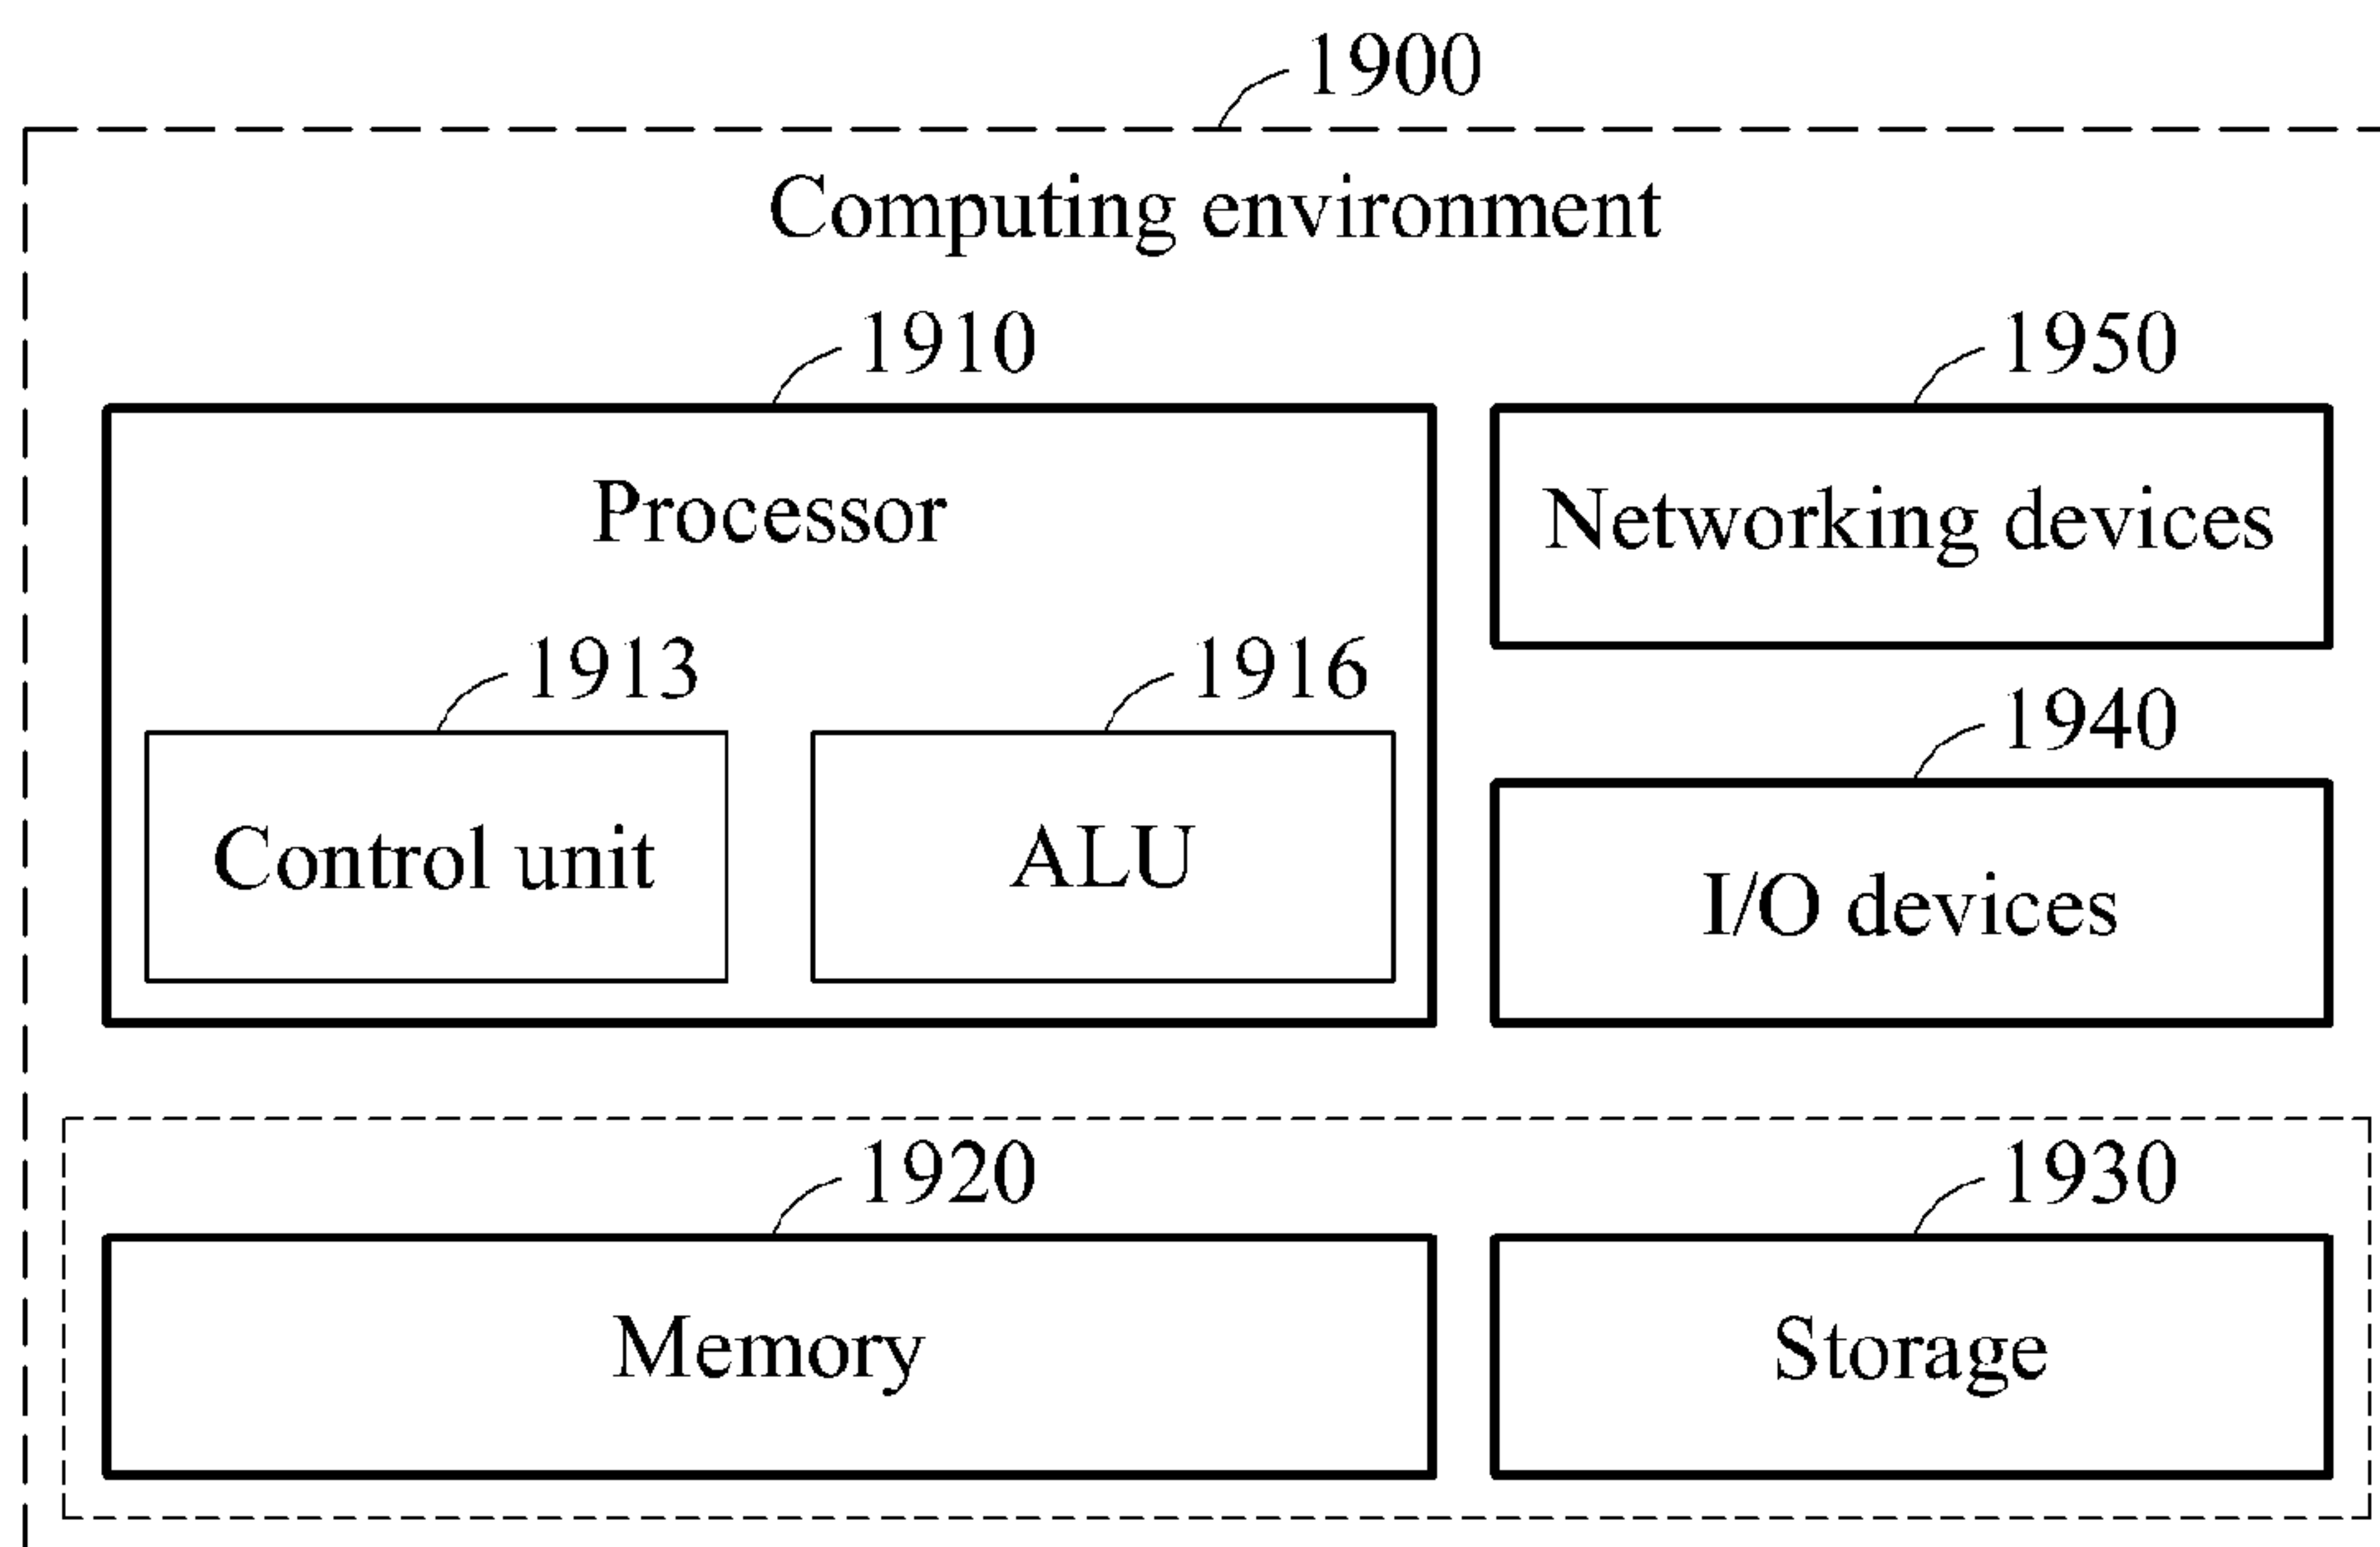 1900
Computing environment
1910
1950
Processor
Networking devices
1913
1916
1940
Control unit
ALU
I/O devices
1920
1930
Memory
Storage